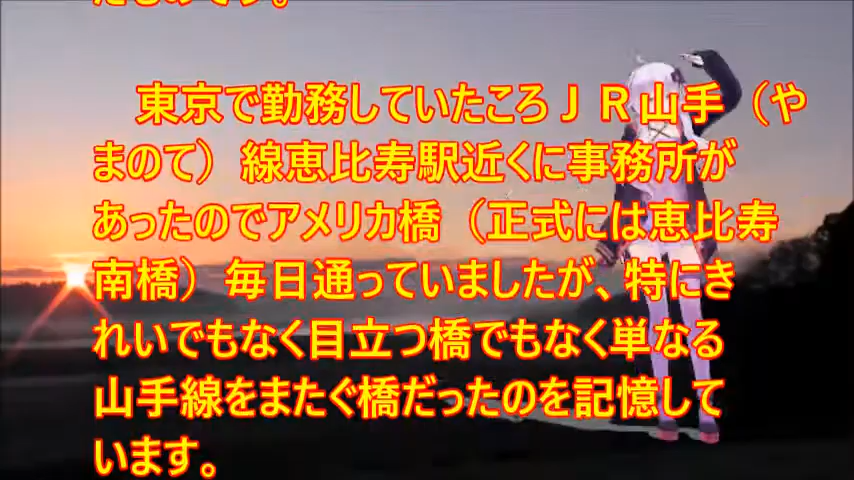 たものです。
東京で勤務していたころＪＲ山手（や
まのて）線恵比寿駅近くに事務所が
あったのでアメリカ橋（正式には恵比寿
南橋）毎日通っていましたが、特にき
れいでもなく目立つ橋でもなく単なる
山手線をまたぐ橋だったのを記憶して
います。